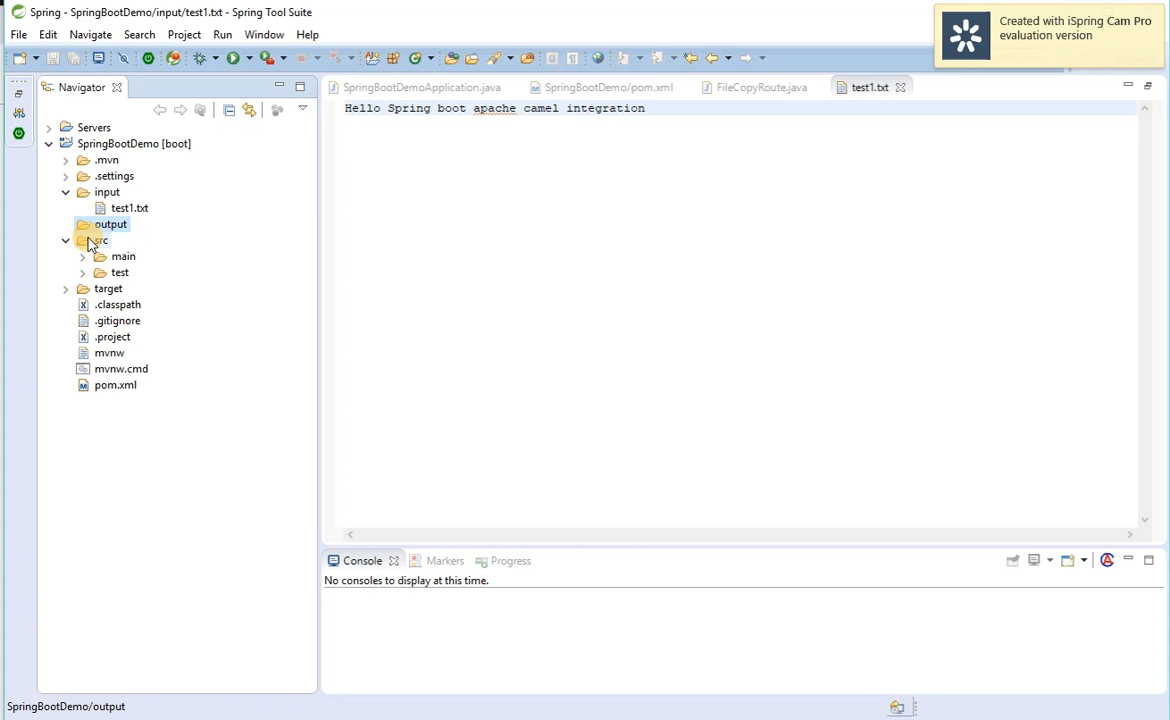 Spring - SpringBootDemo/input/test1.txt - Spring Tool Suite
Created with iSpring Cam Pro
evaluation version
File Edit Navigate Search Project Run Window Help
Navigator
SpringBootDemoApplication.java SpringBootDemo/pom.xml FileCopyRoute.java test1.txt
Hello Spring boot apache camel integration
Servers
SpringBootDemo [boot]
.mvn
.settings
input
test1.txt
output
src
main
test
target
.classpath
.gitignore
.project
mvnw
mvnw.cmd
pom.xml
Console Markers Progress
No consoles to display at this time.
SpringBootDemo/output